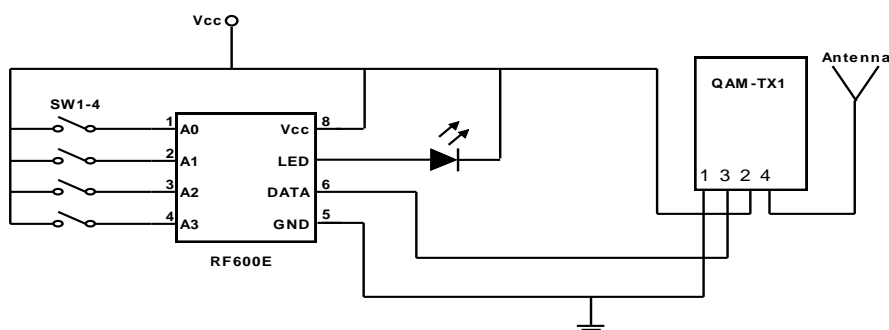 Vcc
SW1-4
1
2
3
4
A0
A1
A2
A3
Vcc
LED
DATA
GND
8
6
5
RF600E
QAM-TX1
1 3 2 4
Antenna